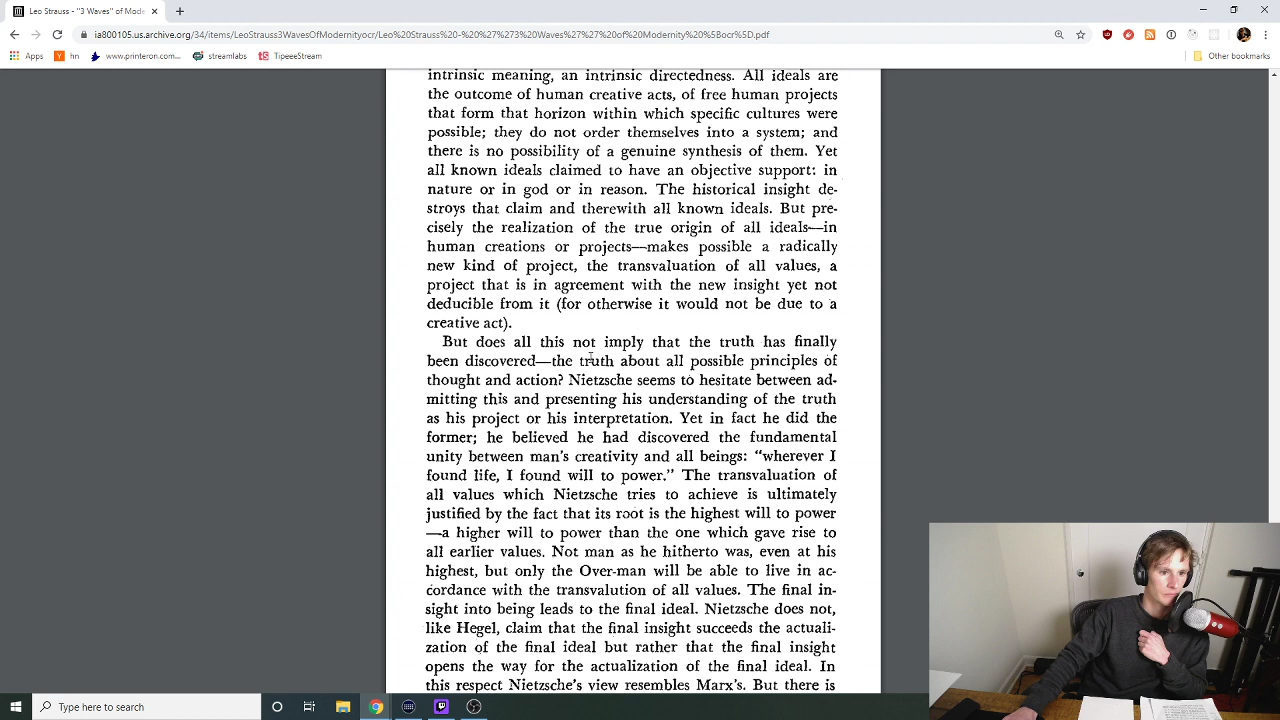 Leo Strauss - "3 Waves" of Mode
ia800105.us.archive.org/34/items/LeoStrauss3WavesOfModernityocr/Leo%20Strauss%20-%20%27%273%20Waves%27%27%20of%20Modernity%20%5Bocr%5D.pdf
Apps hn www.printeron.com... streamlabs TipeeeStream Other bookmarks
intrinsic meaning, an intrinsic directedness. All ideals are
the outcome of human creative acts, of free human projects
that form that horizon within which specific cultures were
possible; they do not order themselves into a system; and
there is no possibility of a genuine synthesis of them. Yet
all known ideals claimed to have an objective support: in
nature or in god or in reason. The historical insight de-
stroys that claim and therewith all known ideals. But pre-
cisely the realization of the true origin of all ideals—in
human creations or projects—makes possible a radically
new kind of project, the transvaluation of all values, a
project that is in agreement with the new insight yet not
deducible from it (for otherwise it would not be due to a
creative act).
But does all this not imply that the truth has finally
been discovered—the truth about all possible principles of
thought and action? Nietzsche seems to hesitate between ad-
mitting this and presenting his understanding of the truth
as his project or his interpretation. Yet in fact he did the
former; he believed he had discovered the fundamental
unity between man's creativity and all beings: "wherever I
found life, I found will to power." The transvaluation of
all values which Nietzsche tries to achieve is ultimately
justified by the fact that its root is the highest will to power
—a higher will to power than the one which gave rise to
all earlier values. Not man as he hitherto was, even at his
highest, but only the Over-man will be able to live in ac-
cordance with the transvalution of all values. The final in-
sight into being leads to the final ideal. Nietzsche does not,
like Hegel, claim that the final insight succeeds the actuali-
zation of the final ideal but rather that the final insight
opens the way for the actualization of the final ideal. In
this respect Nietzsche's view resembles Marx's. But there is
Type here to search